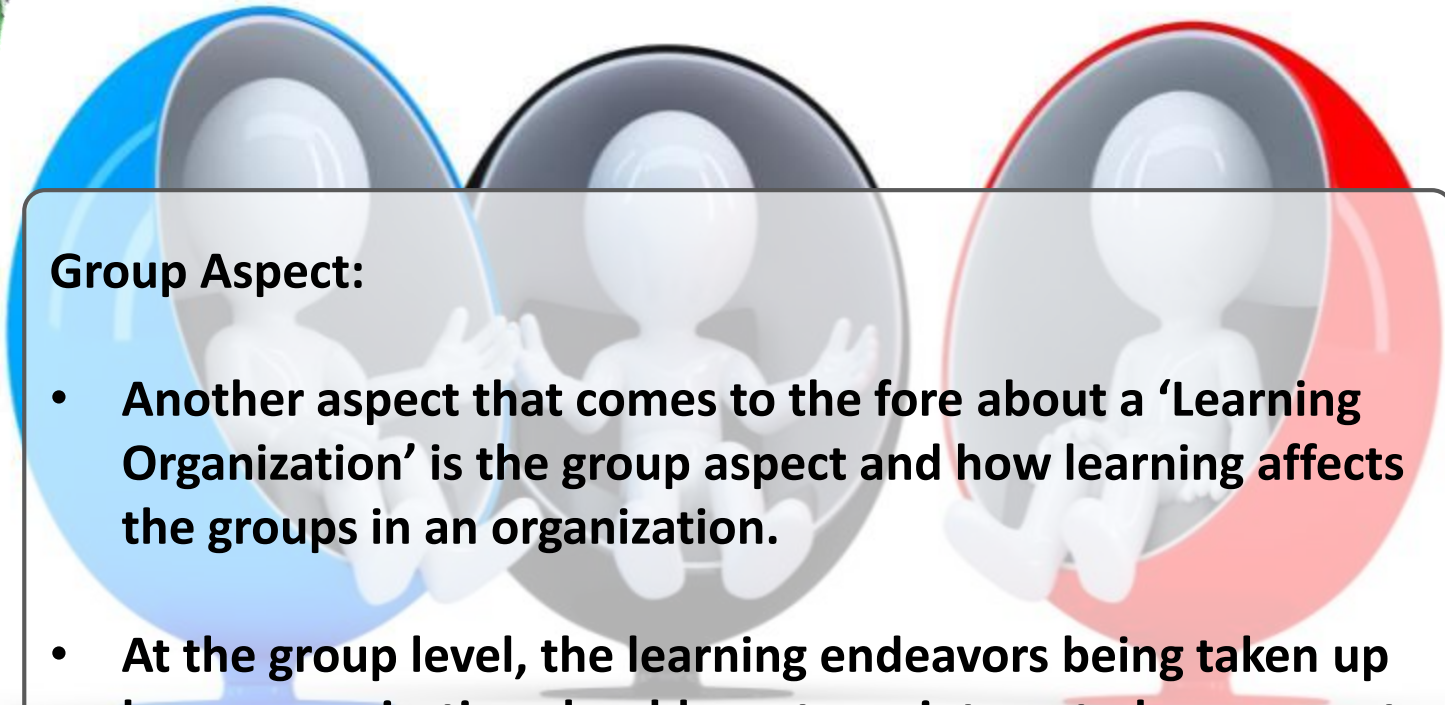 Group Aspect:
• Another aspect that comes to the fore about a ‘Learning
Organization’ is the group aspect and how learning affects
the groups in an organization.
• At the group level, the learning endeavors being taken up